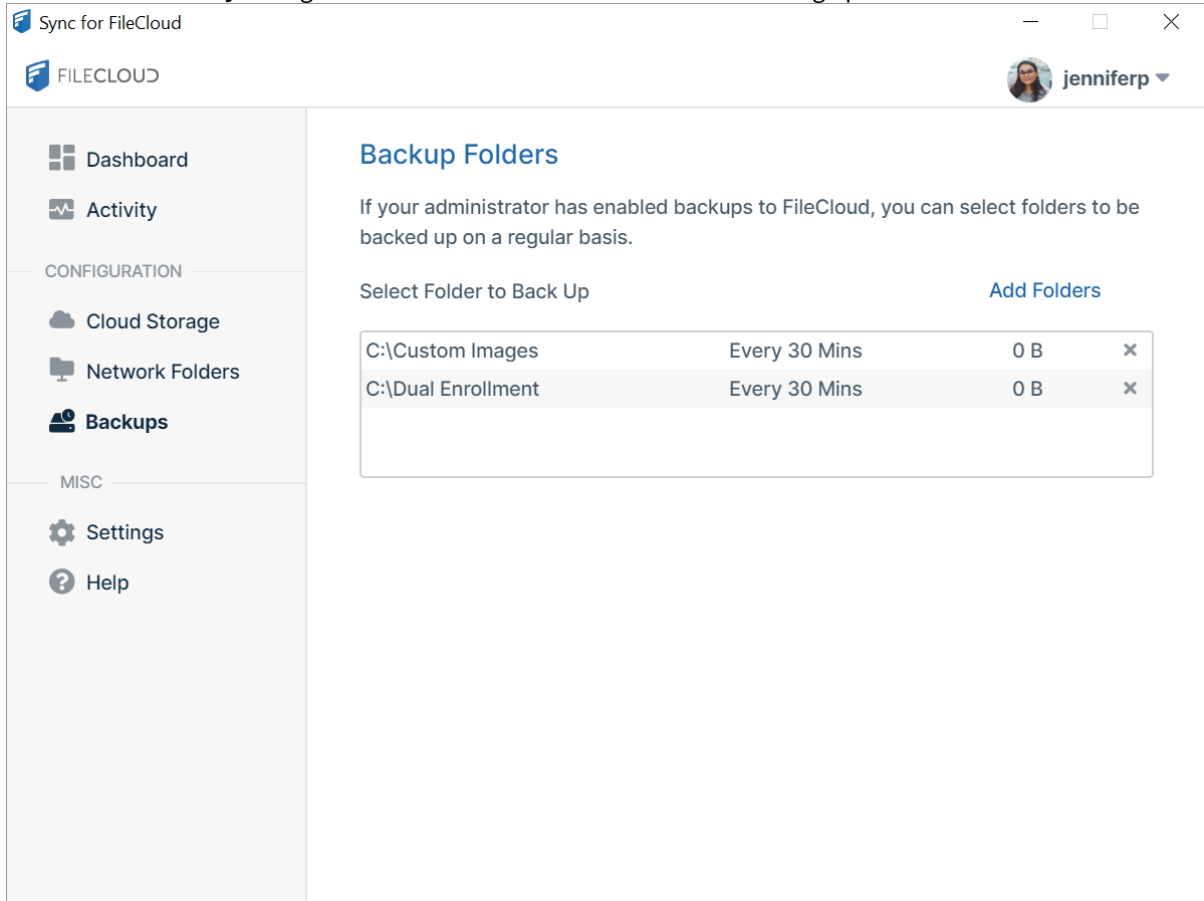 Sync for FileCloud
FILECLOUD
jenniferp
Dashboard
Activity
CONFIGURATION
Cloud Storage
Network Folders
Backups
MISC
Settings
Help
Backup Folders
If your administrator has enabled backups to FileCloud, you can select folders to be
backed up on a regular basis.
Select Folder to Back Up Add Folders
C:\Custom Images Every 30 Mins 0 B
C:\Dual Enrollment Every 30 Mins 0 B